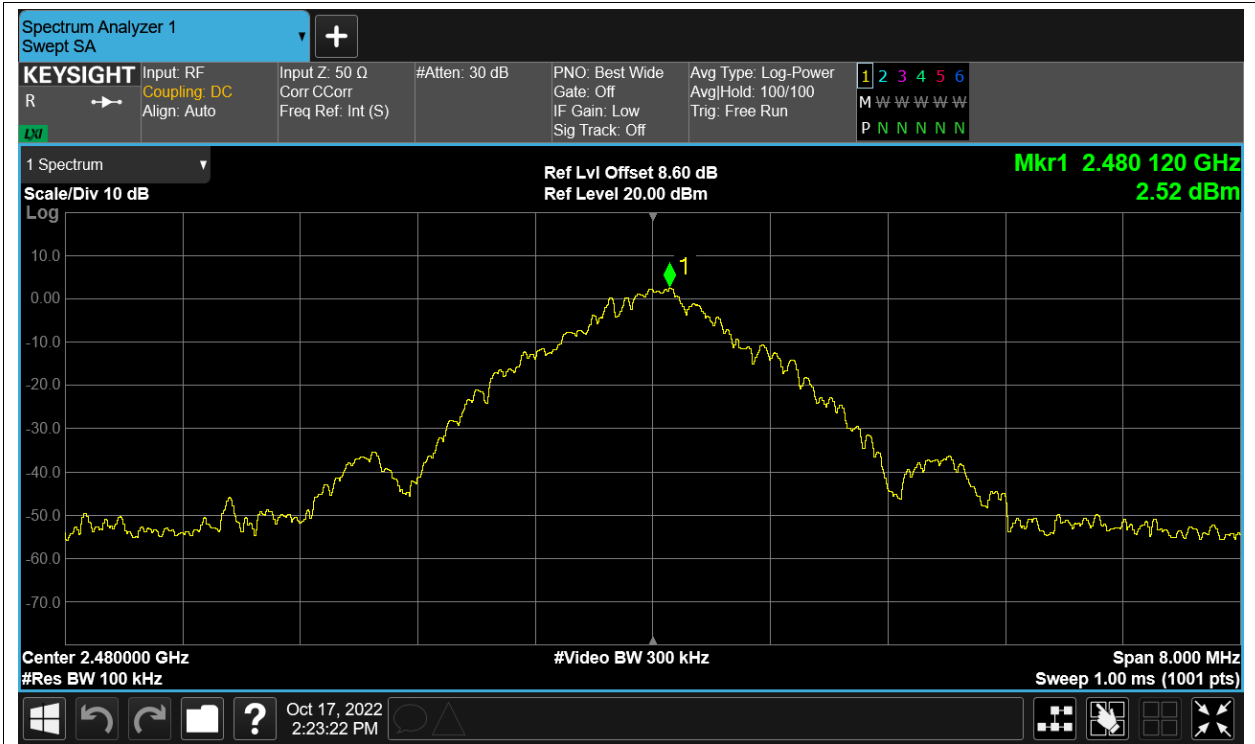 Spectrum Analyzer 1
Swept SA
+
KEYSIGHT
R
LXI
Input: RF
Coupling: DC
Align: Auto
Input Z: 50 Ω
Corr CCorr
Freq Ref: Int (S)
#Atten: 30 dB
PNO: Best Wide
Gate: Off
IF Gain: Low
Sig Track: Off
Avg Type: Log-Power
Avg|Hold: 100/100
Trig: Free Run
1 2 3 4 5 6
M W W W W W
P N N N N N
1 Spectrum
Scale/Div 10 dB
Log
Ref Lvl Offset 8.60 dB
Ref Level 20.00 dBm
Mkr1 2.480 120 GHz
2.52 dBm
1
10.0
0.00
-10.0
-20.0
-30.0
-40.0
-50.0
-60.0
-70.0
Center 2.480000 GHz
#Video BW 300 kHz
Span 8.000 MHz
#Res BW 100 kHz
Sweep 1.00 ms (1001 pts)
?
Oct 17, 2022
2:23:22 PM